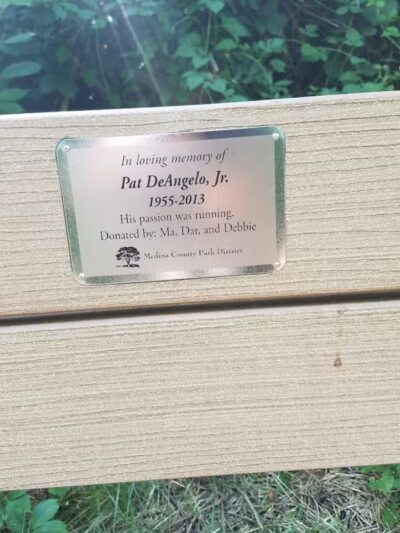 In loving memory of
Pat DeAngelo, Jr.
1955-2013
His passion was running.
Donated by: Ma, Dar, and Debbie
Medina County Park District